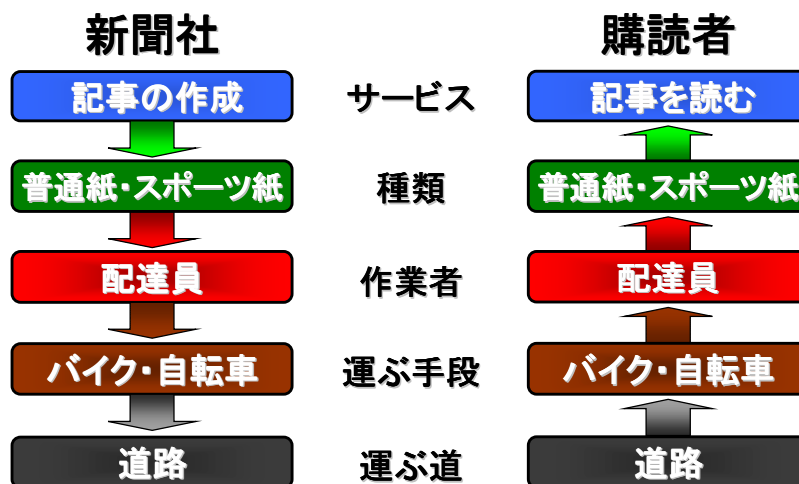 新聞社
購読者
記事の作成
サービス
記事を読む
普通紙・スポーツ紙
種類
普通紙・スポーツ紙
配達員
作業者
配達員
バイク・自転車
運ぶ手段
バイク・自転車
道路
運ぶ道
道路